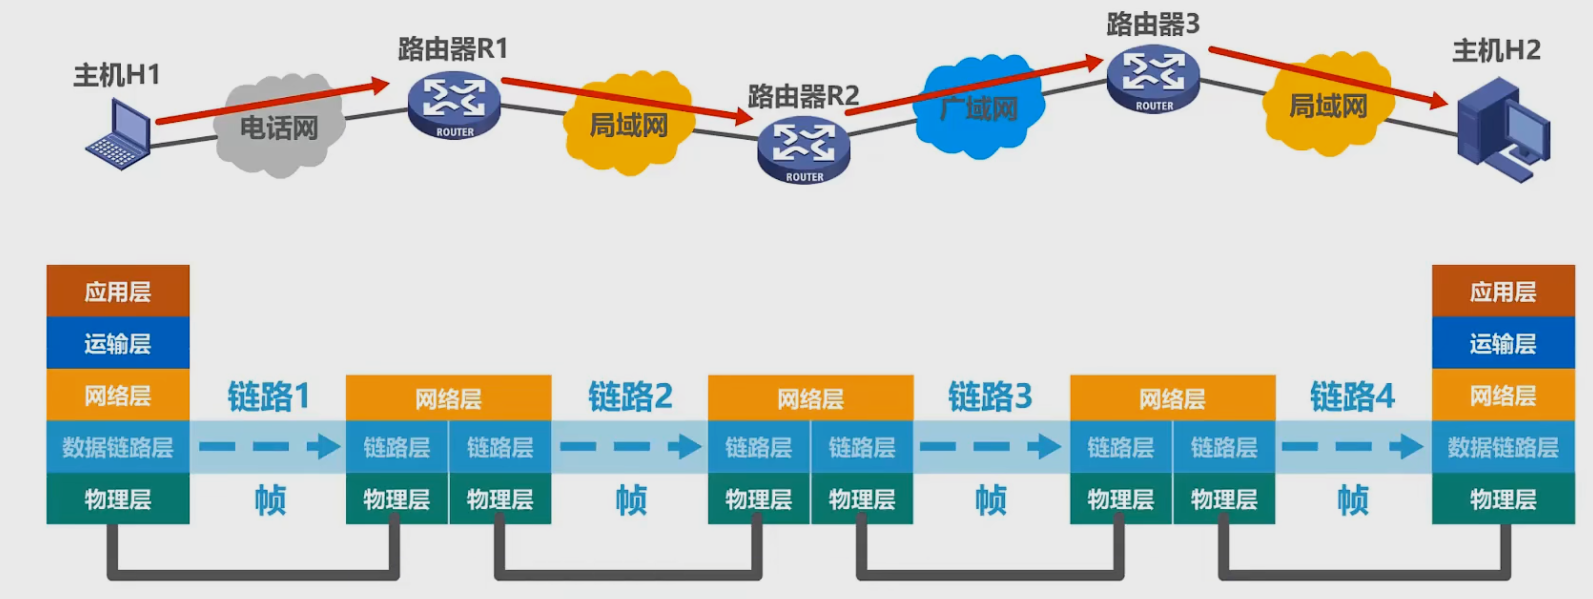 主机H1
电话网
路由器R1
ROUTER
局域网
路由器R2
ROUTER
广域网
路由器3
ROUTER
局域网
主机H2
应用层
运输层
网络层
数据链路层
物理层
链路1
帧
网络层
链路层 链路层
物理层 物理层
链路2
帧
网络层
链路层 链路层
物理层 物理层
链路3
帧
网络层
链路层 链路层
物理层 物理层
链路4
帧
应用层
运输层
网络层
数据链路层
物理层